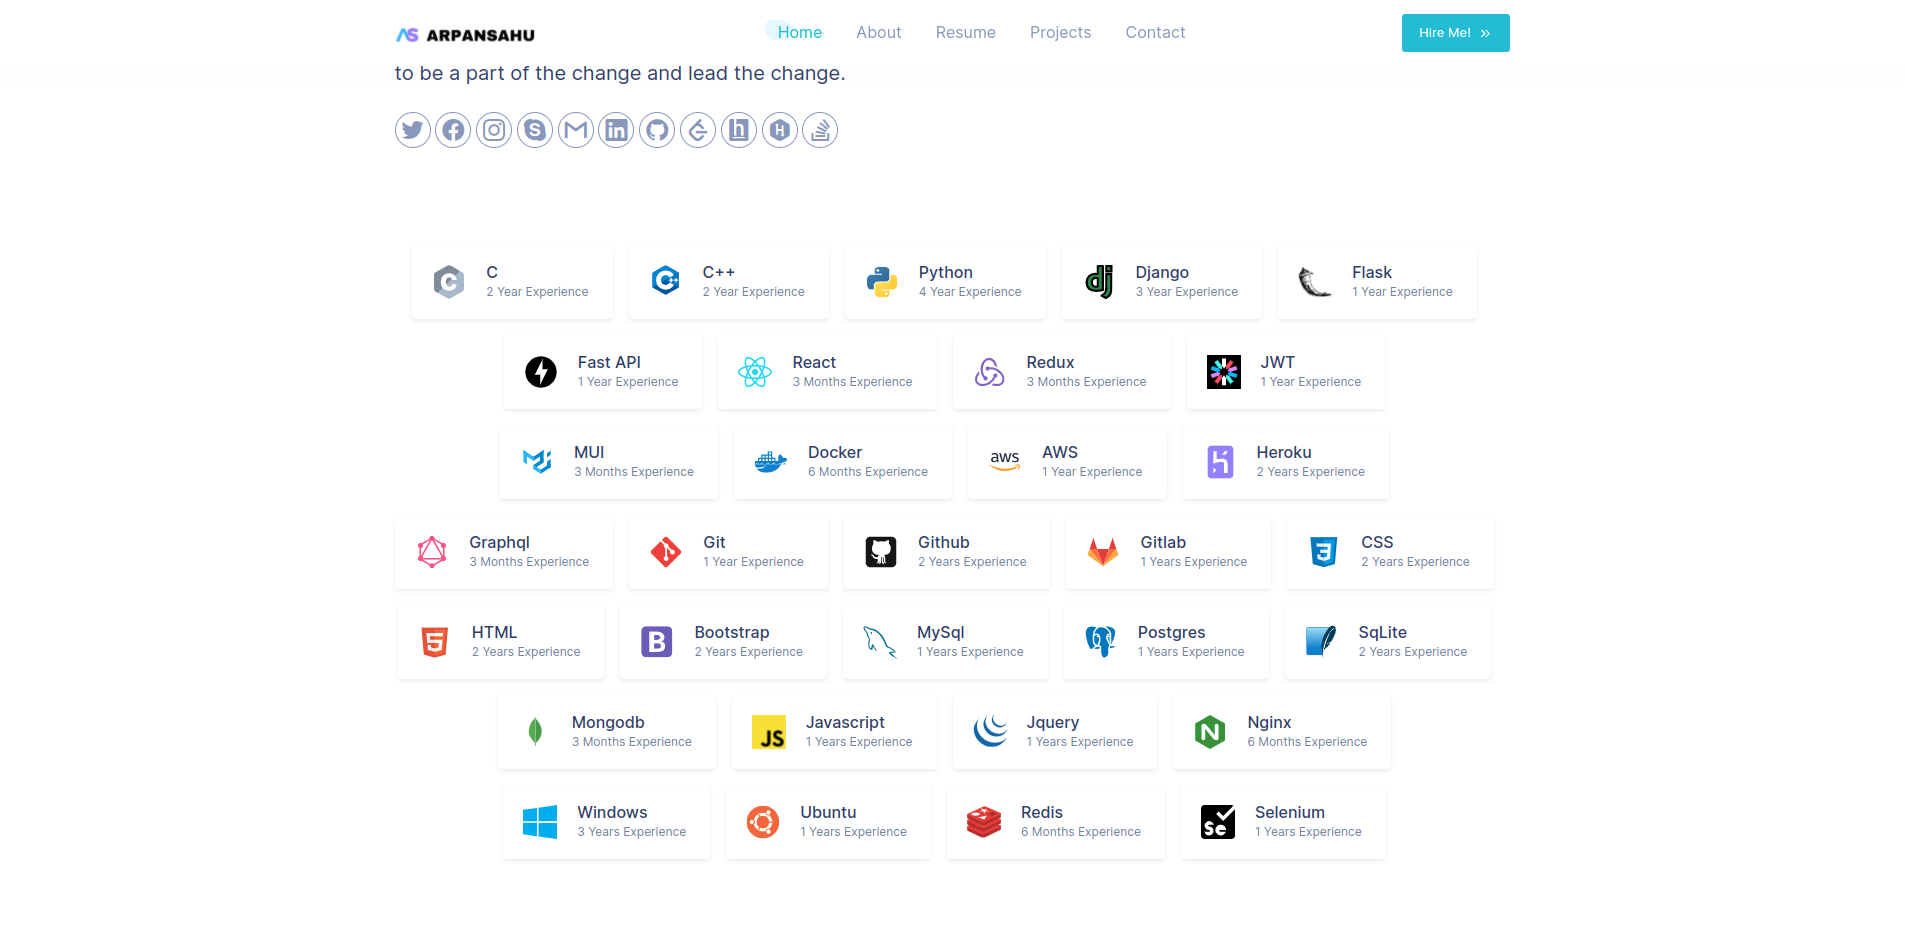 ARPANSAHU Home About Resume Projects Contact Hire Me! »
to be a part of the change and lead the change.
C C++ Python Django Flask
2 Year Experience 2 Year Experience 4 Year Experience 3 Year Experience 1 Year Experience
Fast API React Redux JWT
1 Year Experience 3 Months Experience 3 Months Experience 1 Year Experience
MUI Docker aws AWS Heroku
3 Months Experience 6 Months Experience 1 Year Experience 2 Years Experience
Graphql Git Github Gitlab CSS
3 Months Experience 1 Year Experience 2 Years Experience 1 Years Experience 2 Years Experience
HTML Bootstrap MySql Postgres SqLite
2 Years Experience 2 Years Experience 1 Years Experience 1 Years Experience 2 Years Experience
Mongodb JS Javascript Jquery Nginx
3 Months Experience 1 Years Experience 1 Years Experience 6 Months Experience
Windows Ubuntu Redis Se Selenium
3 Years Experience 1 Years Experience 6 Months Experience 1 Years Experience